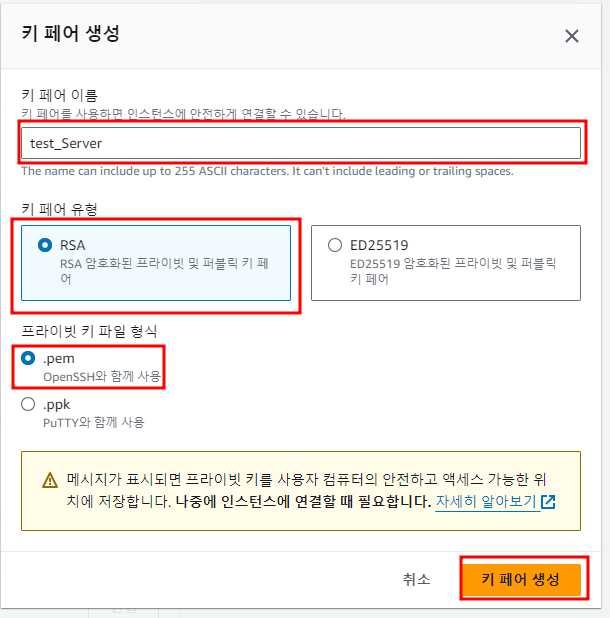 키 페어 생성
키 페어 이름
키 페어를 사용하면 인스턴스에 안전하게 연결할 수 있습니다.
test_Server
The name can include up to 255 ASCII characters. It can't include leading or trailing spaces.
키 페어 유형
RSA
RSA 암호화된 프라이빗 및 퍼블릭 키 페
어
ED25519
ED25519 암호화된 프라이빗 및 퍼블릭
키 페어
프라이빗 키 파일 형식
.pem
OpenSSH와 함께 사용
.ppk
PuTTY와 함께 사용
메시지가 표시되면 프라이빗 키를 사용자 컴퓨터의 안전하고 액세스 가능한 위
치에 저장합니다. 나중에 인스턴스에 연결할 때 필요합니다. 자세히 알아보기
취소
키 페어 생성